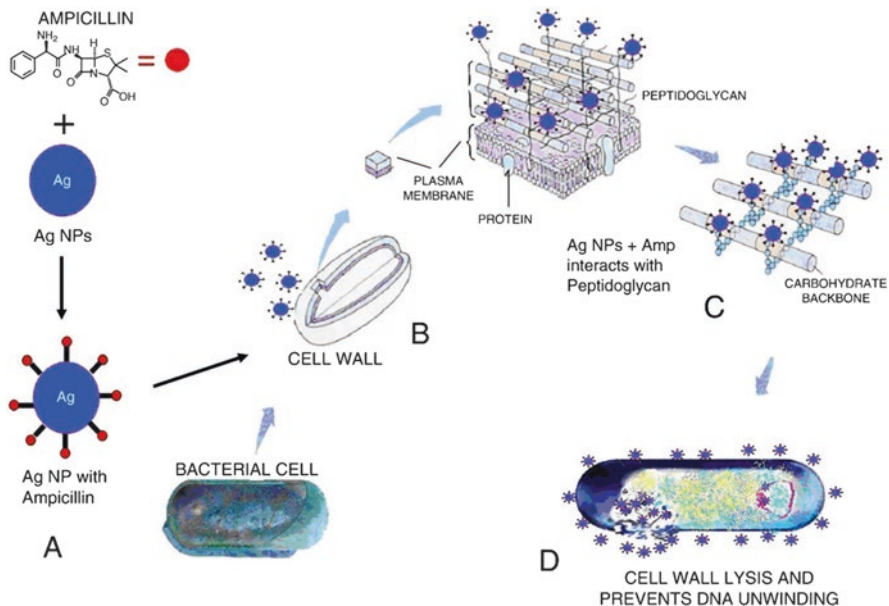 AMPICILLIN
NH2
H
NH
S
O
N
O
OH
O
=
+
Ag
Ag NPs
Ag
Ag NP with
Ampicillin
A
BACTERIAL CELL
CELL WALL
B
PLASMA
MEMBRANE
PROTEIN
PEPTIDOGLYCAN
Ag NPs + Amp
interacts with
Peptidoglycan
CARBOHYDRATE
BACKBONE
C
D
CELL WALL LYSIS AND
PREVENTS DNA UNWINDING